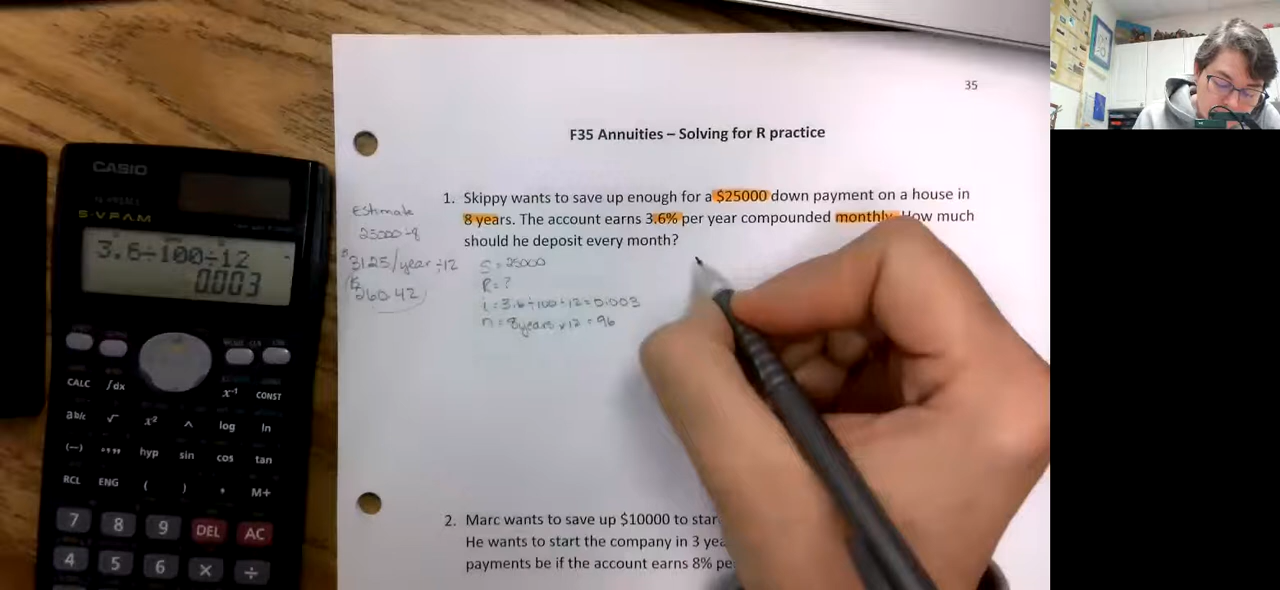 35
F35 Annuities – Solving for R practice
1. Skippy wants to save up enough for a $25000 down payment on a house in
8 years. The account earns 3.6% per year compounded monthly. How much
should he deposit every month?
Estimate
25000÷8
$3125/year ÷12
$260.42
S = 25000
R = ?
i = 3.6÷100÷12 = 0.003
n = 8years x 12 = 96
2. Marc wants to save up $10000 to star
He wants to start the company in 3 yea
payments be if the account earns 8% pe
CASIO
S-V.P.A.M.
3.6÷100÷12
0.003
CALC ∫dx x⁻¹ CONST
ab/c √ x² ^ log ln
(—) °’” hyp sin cos tan
RCL ENG ( ) , M+
7 8 9 DEL AC
4 5 6 × ÷